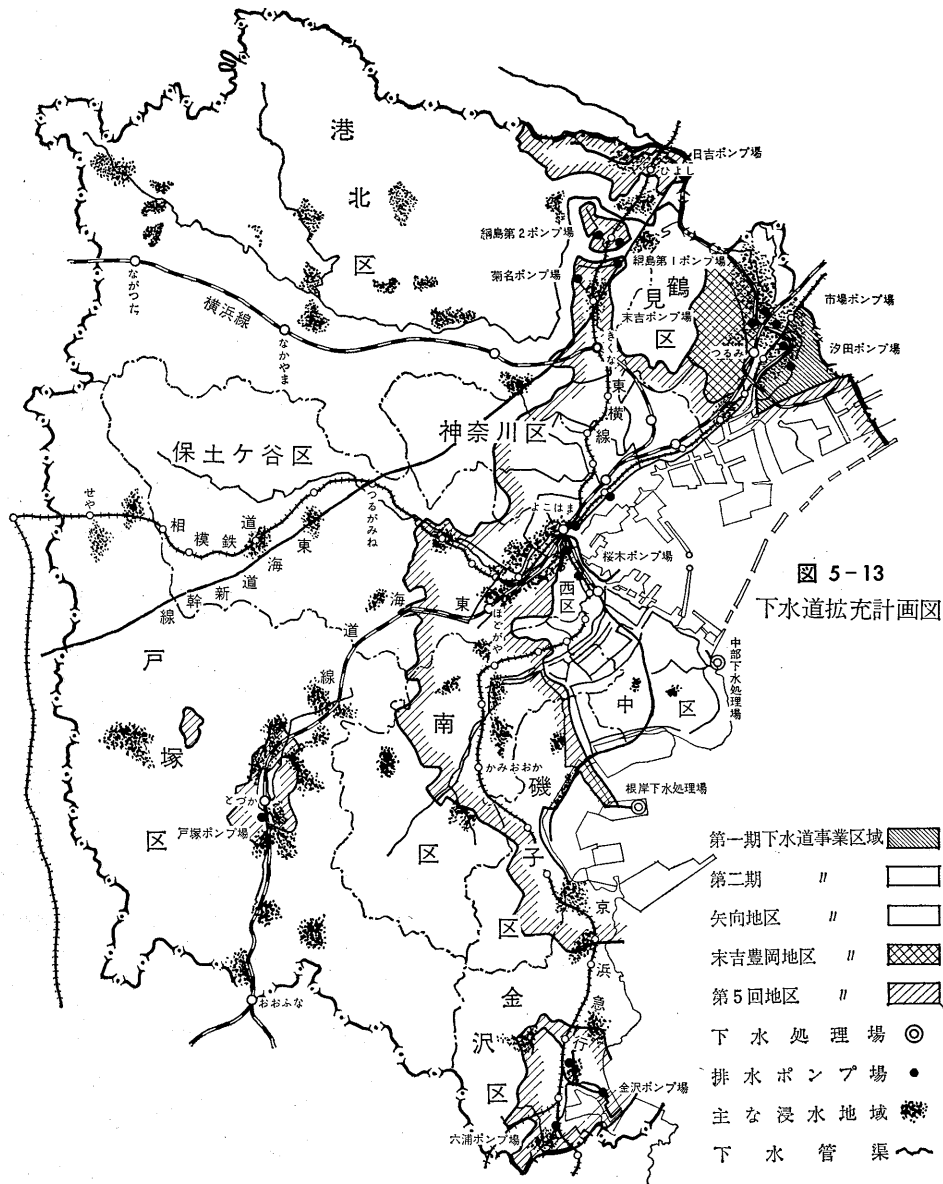 港北区
日吉ポンプ場
ひよし
綱島第2ポンプ場
綱島第1ポンプ場
菊名ポンプ場
鶴見区
末吉ポンプ場
市場ポンプ場
汐田ポンプ場
つるみ
きくな
東横線
ながつた
横浜線
なかやま
神奈川区
保土ケ谷区
つるがみね
せや
相模鉄道
東海道新幹線
よこはま
桜木ポンプ場
西区
ほどがや
東海道線
図 5-13
下水道拡充計画図
中部下水処理場
中区
南区
かみおおか
磯子区
根岸下水処理場
戸塚区
とづか
戸塚ポンプ場
おおふな
京浜急行
金沢区
金沢ポンプ場
六浦ポンプ場
第一期下水道事業区域
第二期 〃
矢向地区 〃
末吉豊岡地区 〃
第5回地区 〃
下水処理場
排水ポンプ場
主な浸水地域
下水管渠